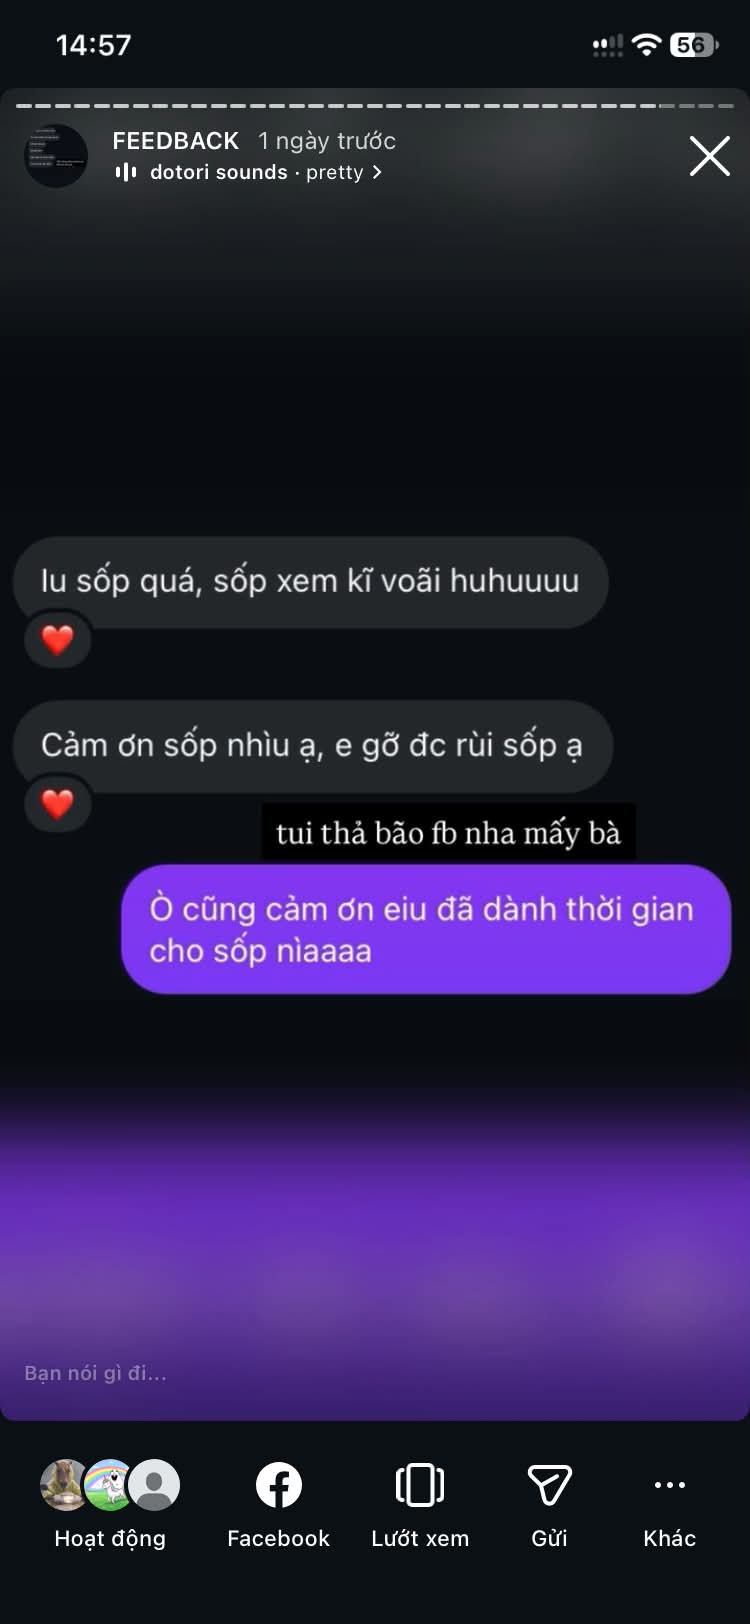 14:57
56
FEEDBACK 1 ngày trước
dotori sounds · pretty
Iu sốp quá, sốp xem kĩ voãi huhuuuu
Cảm ơn sốp nhìu ạ, e gỡ đc rùi sốp ạ
tui thả bão fb nha mấy bà
Ò cũng cảm ơn eiu đã dành thời gian
cho sốp nìaaaa
Bạn nói gì đi...
Hoạt động Facebook Lướt xem Gửi Khác